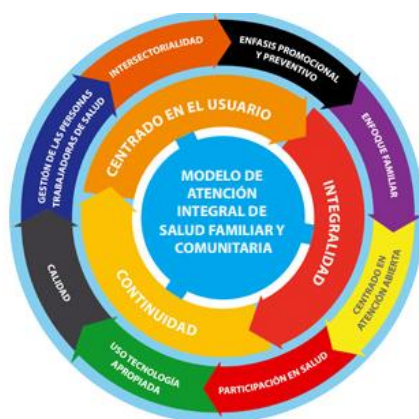 MODELO DE
ATENCIÓN
INTEGRAL DE
SALUD FAMILIAR Y
COMUNITARIA
CENTRADO EN EL USUARIO
INTEGRALIDAD
CONTINUIDAD
INTERSECTORIALIDAD
ENFASIS PROMOCIONAL
Y PREVENTIVO
ENFOQUE FAMILIAR
CENTRADO EN
ATENCIÓN ABIERTA
PARTICIPACIÓN EN SALUD
USO TECNOLOGÍA
APROPIADA
CALIDAD
GESTIÓN DE LAS PERSONAS
TRABAJADORAS DE SALUD